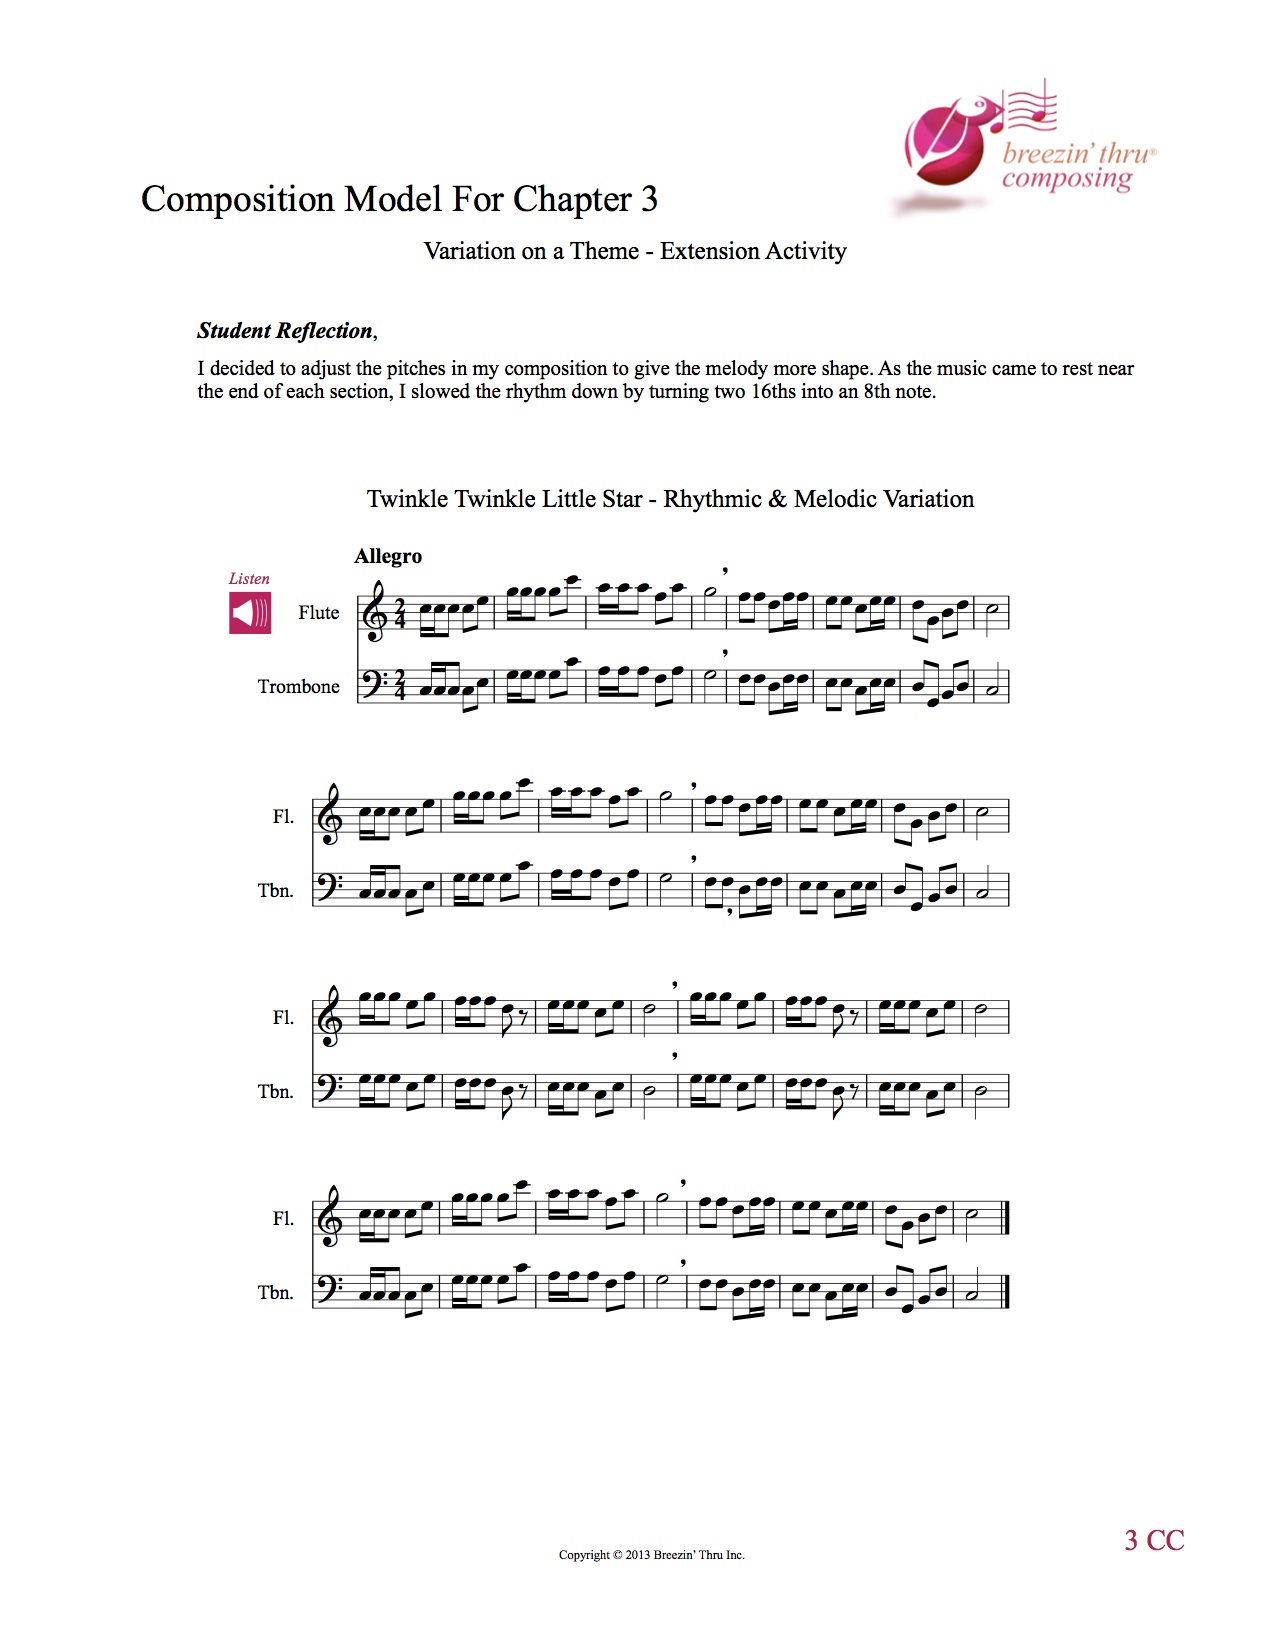 breezin' thru®
composing
Composition Model For Chapter 3
Variation on a Theme - Extension Activity
Student Reflection,
I decided to adjust the pitches in my composition to give the melody more shape. As the music came to rest near
the end of each section, I slowed the rhythm down by turning two 16ths into an 8th note.
Twinkle Twinkle Little Star - Rhythmic & Melodic Variation
Allegro
Listen
Flute
2
4
Trombone
2
4
Fl.
Tbn.
Fl.
Tbn.
Fl.
Tbn.
3 CC
Copyright © 2013 Breezin' Thru Inc.